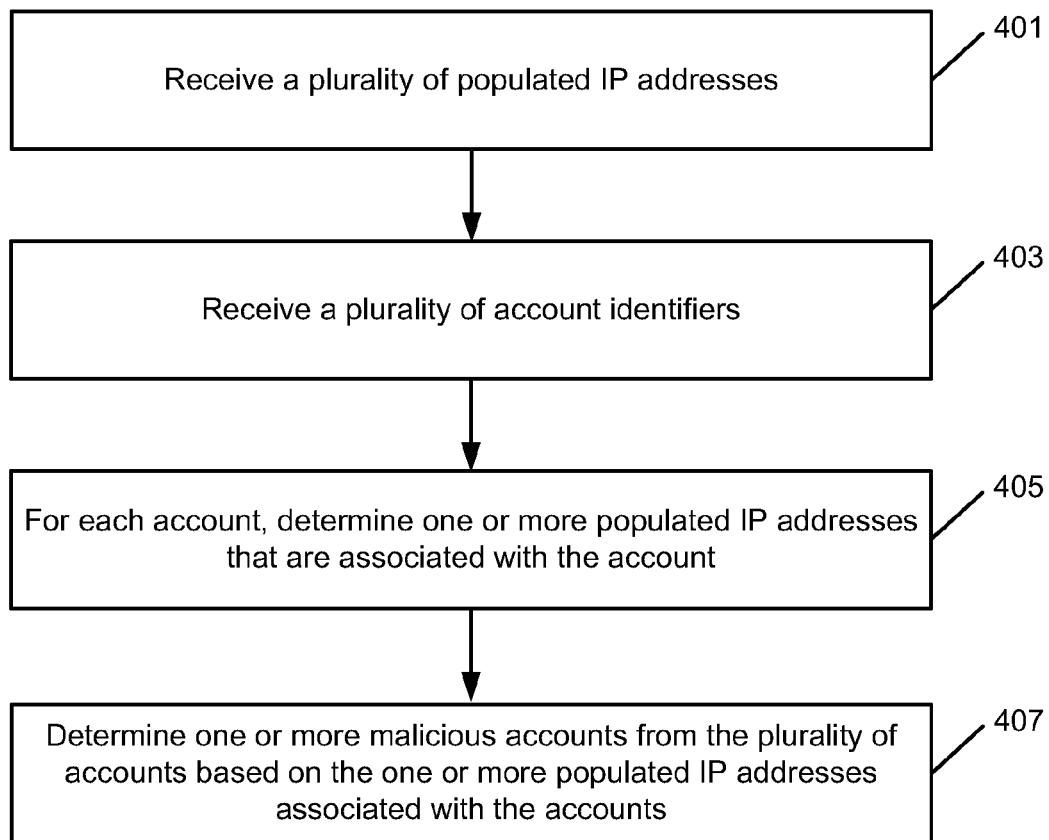 401
Receive a plurality of populated IP addresses
403
Receive a plurality of account identifiers
405
For each account, determine one or more populated IP addresses
that are associated with the account
407
Determine one or more malicious accounts from the plurality of
accounts based on the one or more populated IP addresses
associated with the accounts